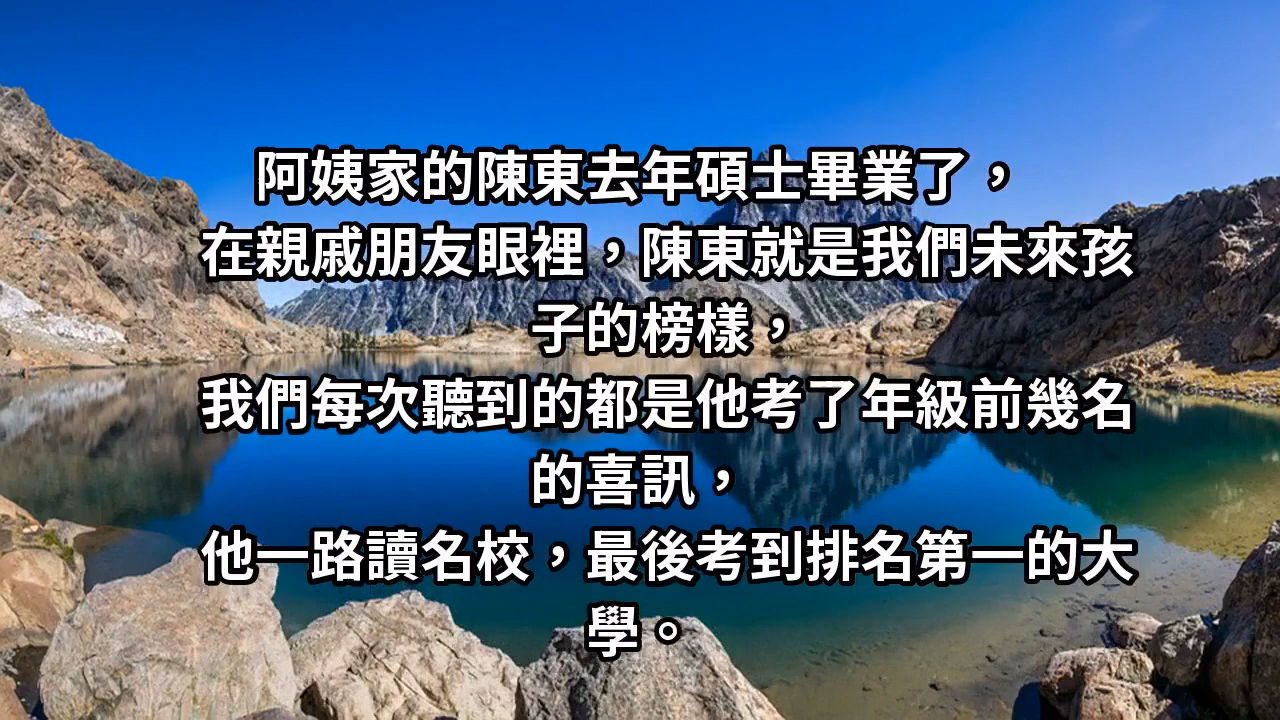 阿姨家的陳東去年碩士畢業了，
在親戚朋友眼裡，陳東就是我們未來孩
子的榜樣，
我們每次聽到的都是他考了年級前幾名
的喜訊，
他一路讀名校，最後考到排名第一的大
學。